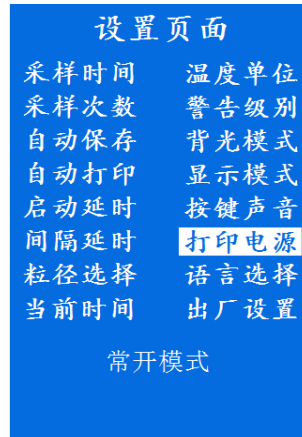 设置页面
采样时间 温度单位
采样次数 警告级别
自动保存 背光模式
自动打印 显示模式
启动延时 按键声音
间隔延时 打印电源
粒径选择 语言选择
当前时间 出厂设置
常开模式